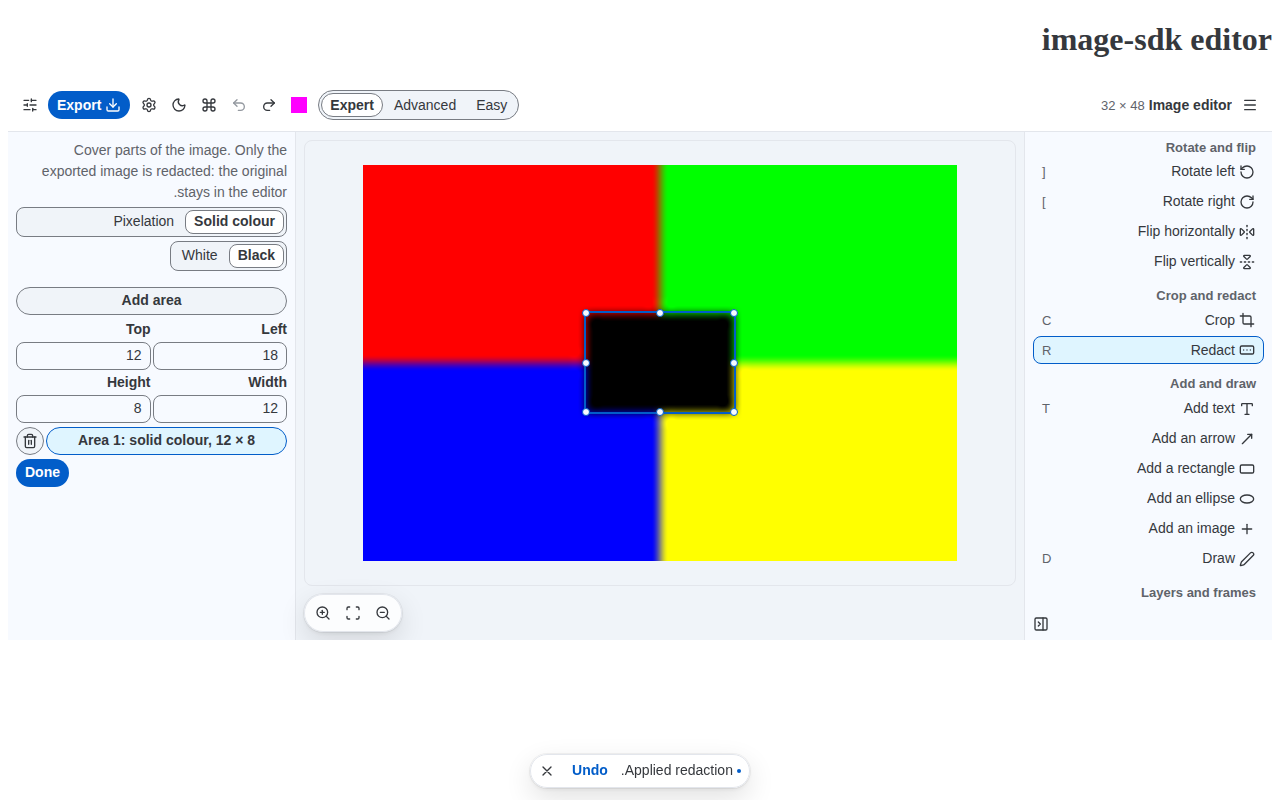 image-sdk editor
Export
Expert Advanced Easy
32 × 48 Image editor
Cover parts of the image. Only the
exported image is redacted: the original
.stays in the editor
Pixelation Solid colour
White Black
Add area
Top Left
12 18
Height Width
8 12
Area 1: solid colour, 12 × 8
Done
Rotate and flip
] Rotate left
[ Rotate right
Flip horizontally
Flip vertically
Crop and redact
C Crop
R Redact
Add and draw
T Add text
Add an arrow
Add a rectangle
Add an ellipse
Add an image
D Draw
Layers and frames
Undo .Applied redaction